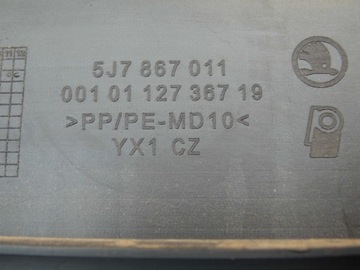 5J7 867 011
001 01 127 367 19
>PP/PE-MD10<
YX1 CZ